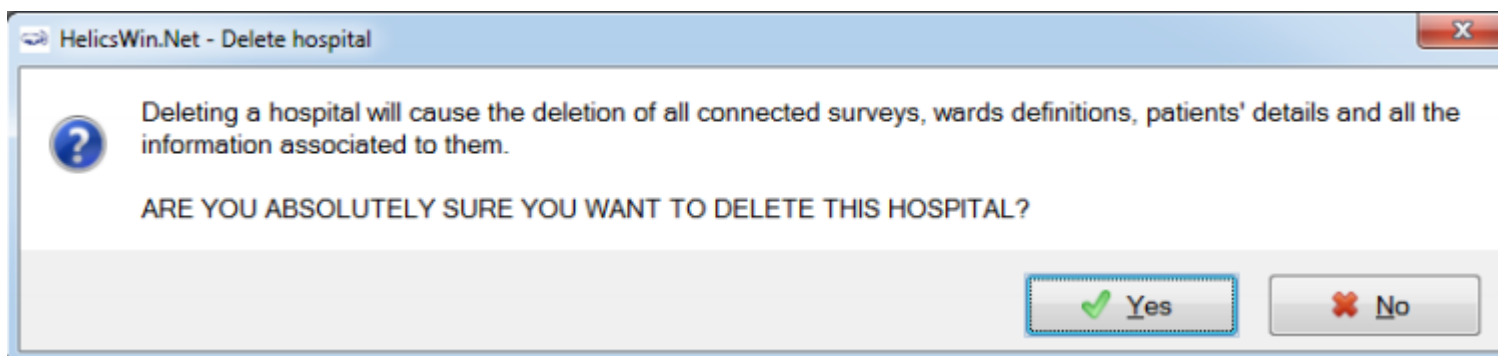 HelicsWin.Net - Delete hospital
Deleting a hospital will cause the deletion of all connected surveys, wards definitions, patients' details and all the
information associated to them.
ARE YOU ABSOLUTELY SURE YOU WANT TO DELETE THIS HOSPITAL?
Yes No